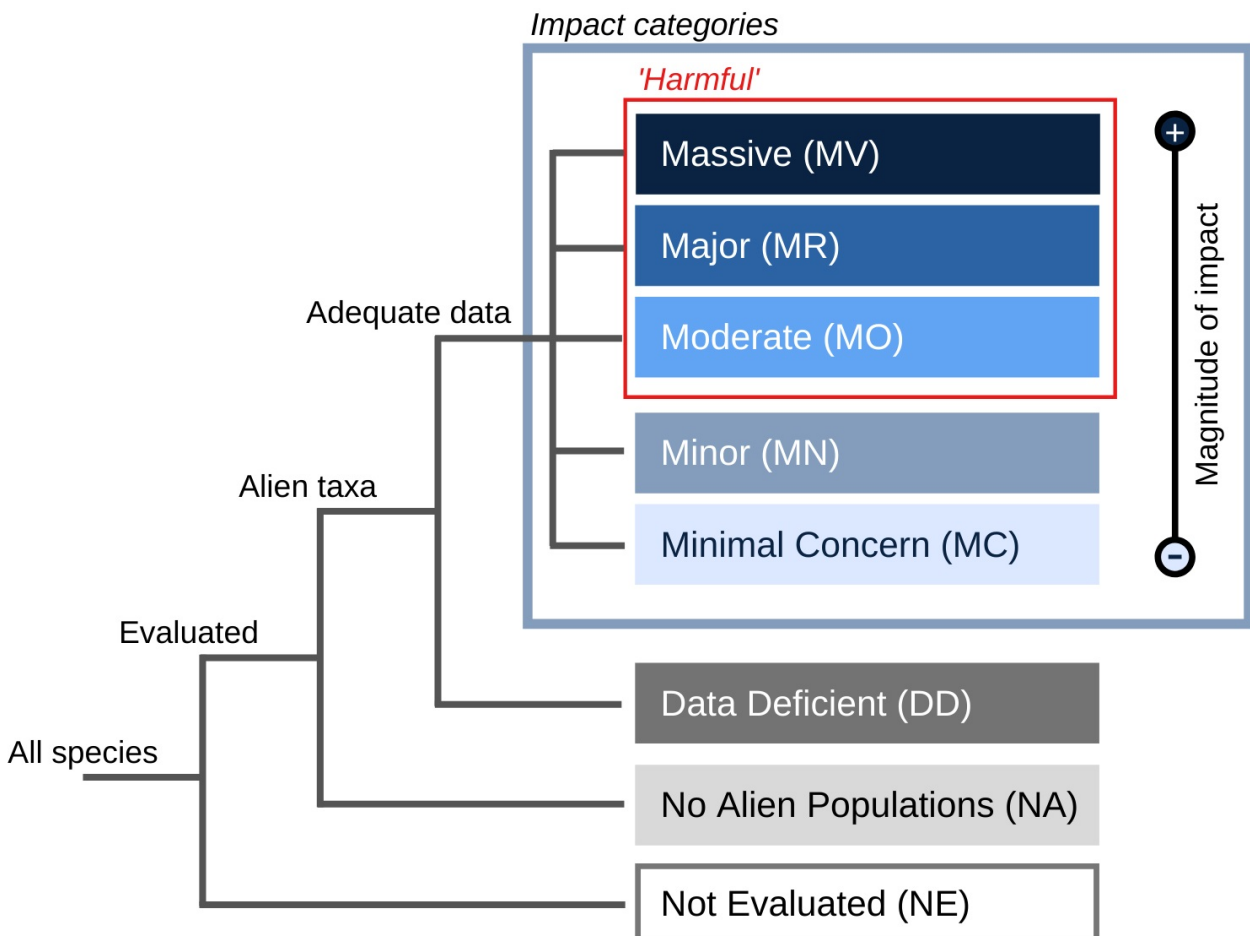 Impact categories
'Harmful'
Massive (MV)
Major (MR)
Adequate data
Moderate (MO)
Magnitude of impact
Minor (MN)
Alien taxa
Minimal Concern (MC)
Evaluated
Data Deficient (DD)
All species
No Alien Populations (NA)
Not Evaluated (NE)
+
-